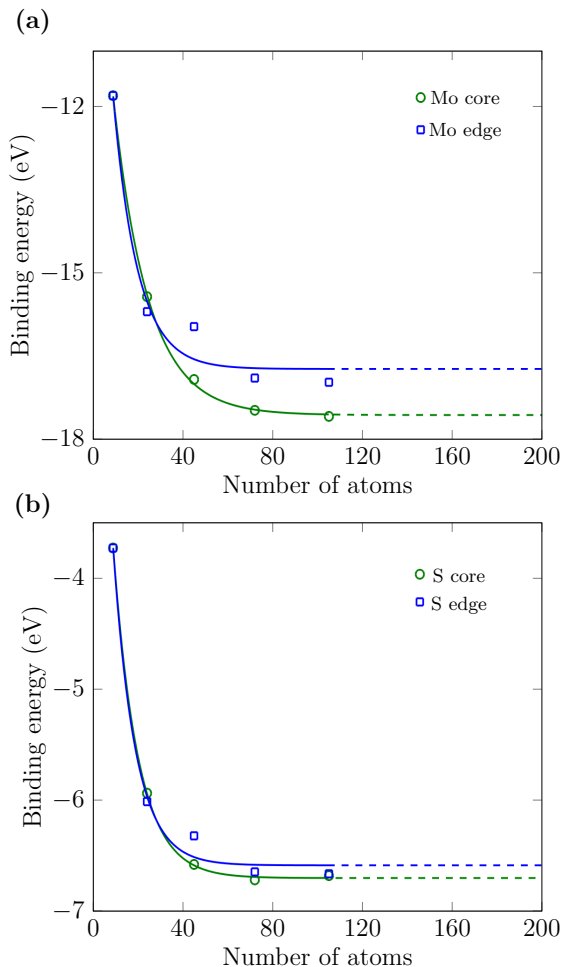 (a)
−12
−15
−18
0 40 80 120 160 200
Binding energy (eV)
Number of atoms
Mo core
Mo edge
(b)
−4
−5
−6
−7
0 40 80 120 160 200
Binding energy (eV)
Number of atoms
S core
S edge